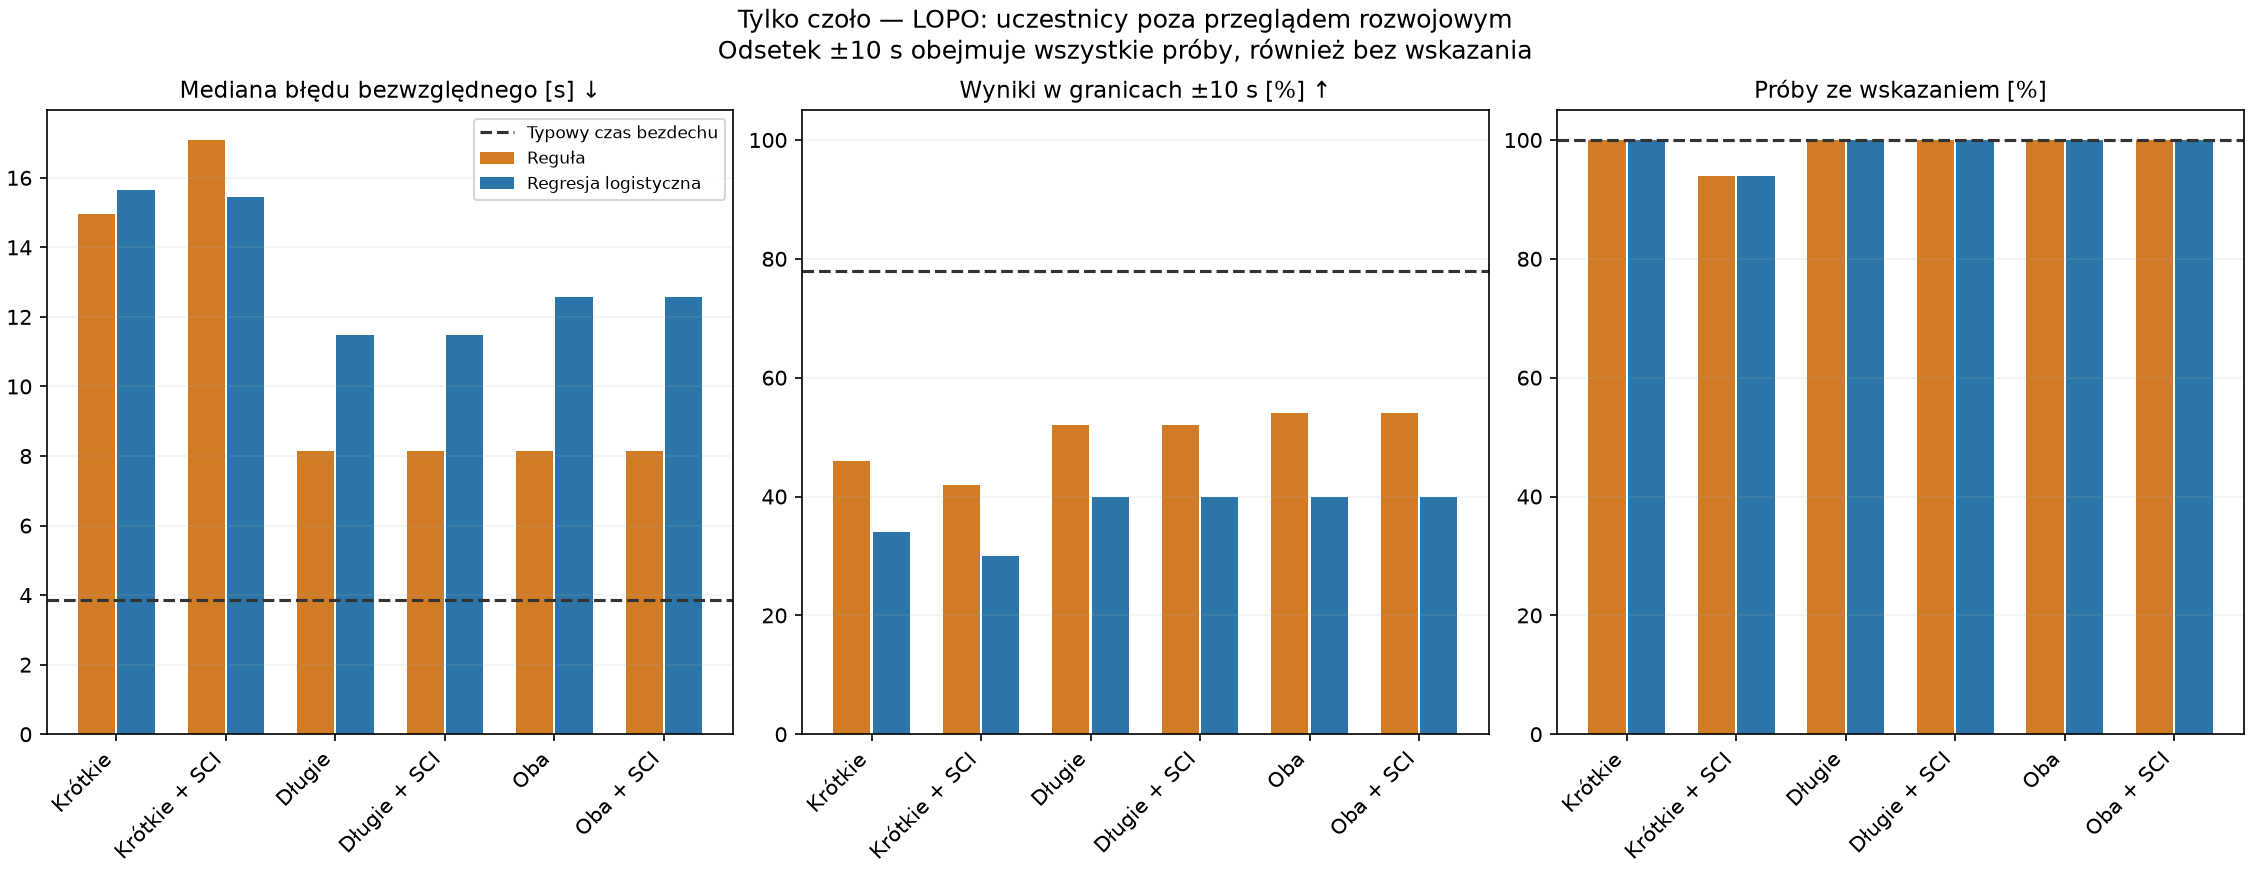 Tylko czoło — LOPO: uczestnicy poza przeglądem rozwojowym
Odsetek ±10 s obejmuje wszystkie próby, również bez wskazania
Mediana błędu bezwzględnego [s] ↓
Typowy czas bezdechu
Reguła
Regresja logistyczna
16
14
12
10
8
6
4
2
0
Krótkie
Krótkie + SCI
Długie
Długie + SCI
Oba
Oba + SCI
Wyniki w granicach ±10 s [%] ↑
100
80
60
40
20
0
Krótkie
Krótkie + SCI
Długie
Długie + SCI
Oba
Oba + SCI
Próby ze wskazaniem [%]
100
80
60
40
20
0
Krótkie
Krótkie + SCI
Długie
Długie + SCI
Oba
Oba + SCI